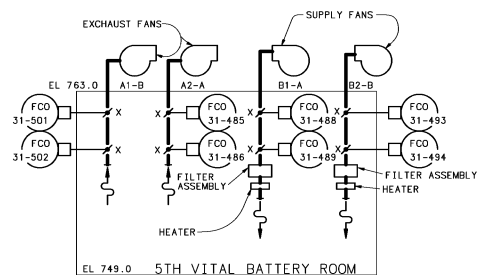 EXHAUST FANS
SUPPLY FANS
EL 763.0
A1-B
A2-A
B1-A
B2-B
FCO
31-501
X
X
FCO
31-485
FCO
31-488
X
X
FCO
31-493
FCO
31-502
X
X
FCO
31-486
FCO
31-489
X
X
FCO
31-494
FILTER
ASSEMBLY
FILTER ASSEMBLY
HEATER
HEATER
EL 749.0
5TH VITAL BATTERY ROOM